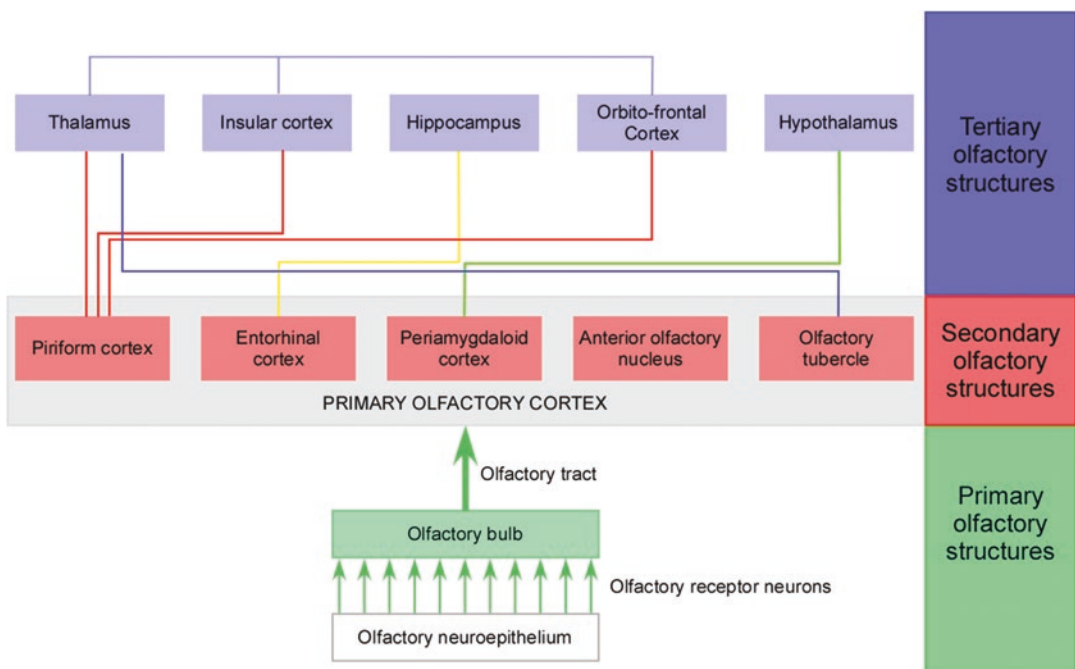 Thalamus
Insular cortex
Hippocampus
Orbito-frontal
Cortex
Hypothalamus
Tertiary
olfactory
structures
Piriform cortex
Entorhinal
cortex
Periamygdaloid
cortex
Anterior olfactory
nucleus
Olfactory
tubercle
PRIMARY OLFACTORY CORTEX
Secondary
olfactory
structures
Olfactory tract
Olfactory bulb
Olfactory receptor neurons
Olfactory neuroepithelium
Primary
olfactory
structures